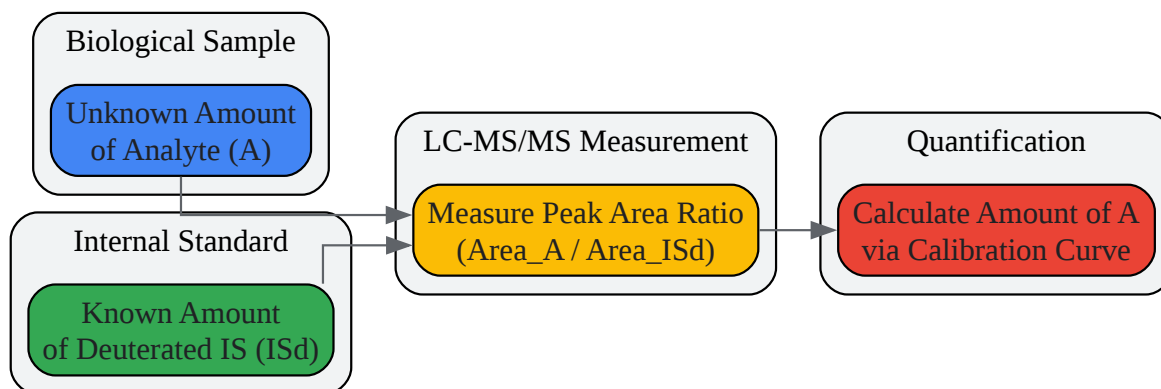 Biological Sample
Unknown Amount
of Analyte (A)
Internal Standard
Known Amount
of Deuterated IS (ISd)
LC-MS/MS Measurement
Measure Peak Area Ratio
(Area_A / Area_ISd)
Quantification
Calculate Amount of A
via Calibration Curve